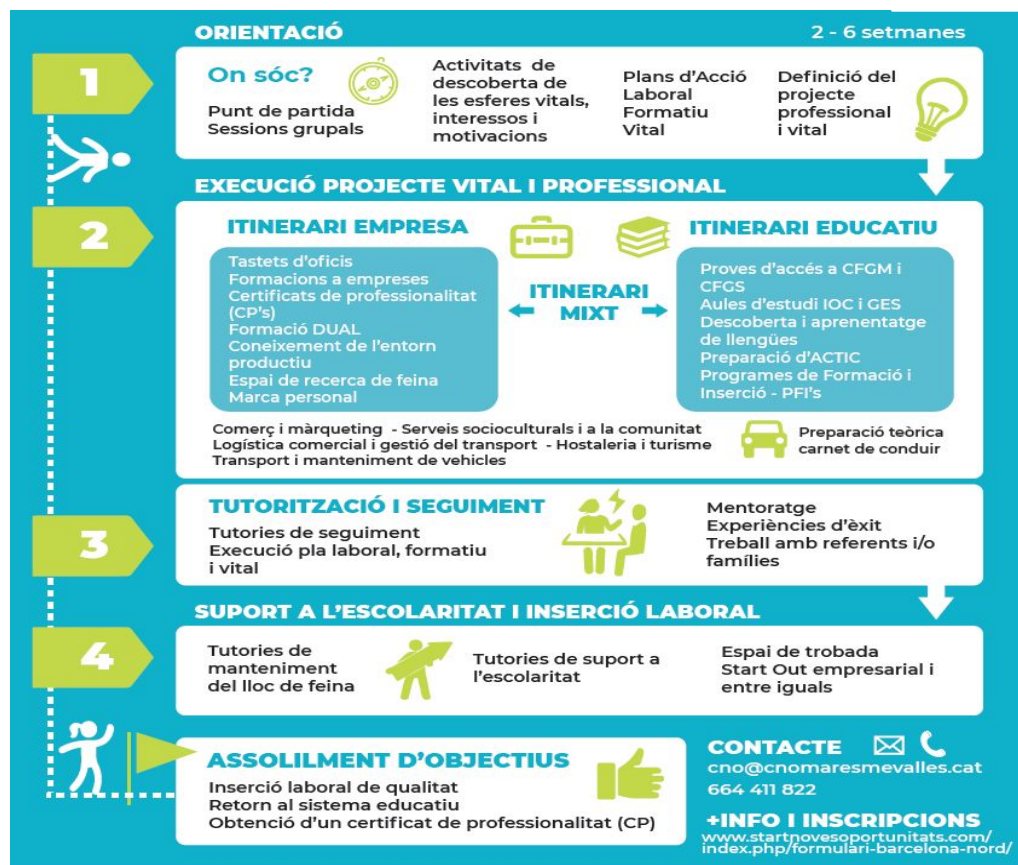 ORIENTACIÓ
2 - 6 setmanes
1
On sóc?
Punt de partida
Sessions grupals
Activitats de
descoberta de
les esferes vitals,
interessos i
motivacions
Plans d'Acció
Laboral
Formatiu
Vital
Definició del
projecte
professional
i vital
EXECUCIÓ PROJECTE VITAL I PROFESSIONAL
2
ITINERARI EMPRESA
Tastets d'oficis
Formacions a empreses
Certificats de professionalitat
(CP's)
Formació DUAL
Coneixement de l'entorn
productiu
Espai de recerca de feina
Marca personal
ITINERARI
MIXT
ITINERARI EDUCATIU
Proves d'accés a CFGM i
CFGS
Aules d'estudi IOC i GES
Descoberta i aprenentatge
de llengües
Preparació d'ACTIC
Programes de Formació i
Inserció - PFI's
Comerç i màrqueting - Serveis socioculturals i a la comunitat
Logística comercial i gestió del transport - Hostaleria i turisme
Transport i manteniment de vehicles
Preparació teòrica
carnet de conduir
3
TUTORITZACIÓ I SEGUIMENT
Tutories de seguiment
Execució pla laboral, formatiu
i vital
Mentoratge
Experiències d'èxit
Treball amb referents i/o
famílies
SUPORT A L'ESCOLARITAT I INSERCIÓ LABORAL
4
Tutories de
manteniment
del lloc de feina
Tutories de suport a
l'escolaritat
Espai de trobada
Start Out empresarial i
entre iguals
ASSOLILMENT D'OBJECTIUS
Inserció laboral de qualitat
Retorn al sistema educatiu
Obtenció d'un certificat de professionalitat (CP)
CONTACTE
cno@cnomaresmevalles.cat
664 411 822
+INFO I INSCRIPCIONS
www.startnovesoportunitats.com/
index.php/formulari-barcelona-nord/